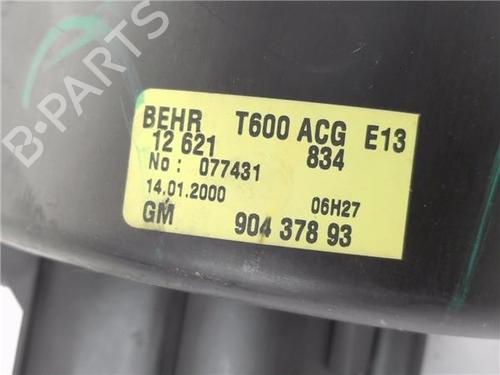 BEHR T600 ACG E13
12 621 834
No: 077431
14.01.2000 06H27
GM 904 378 93
B-PARTS